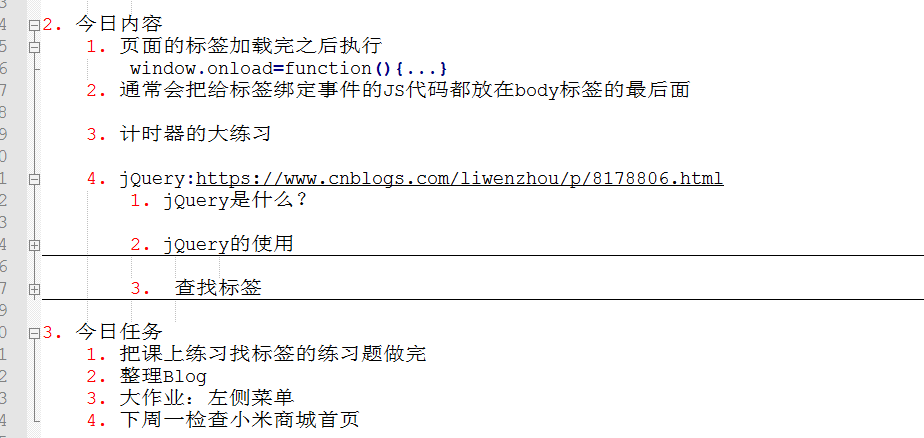 2. 今日内容
1. 页面的标签加载完之后执行
window.onload=function(){...}
2. 通常会把给标签绑定事件的JS代码都放在body标签的最后面
3. 计时器的大练习
4. jQuery:https://www.cnblogs.com/liwenzhou/p/8178806.html
1. jQuery是什么?
2. jQuery的使用
3. 查找标签
3. 今日任务
1. 把课上练习找标签的练习题做完
2. 整理Blog
3. 大作业: 左侧菜单
4. 下周一检查小米商城首页